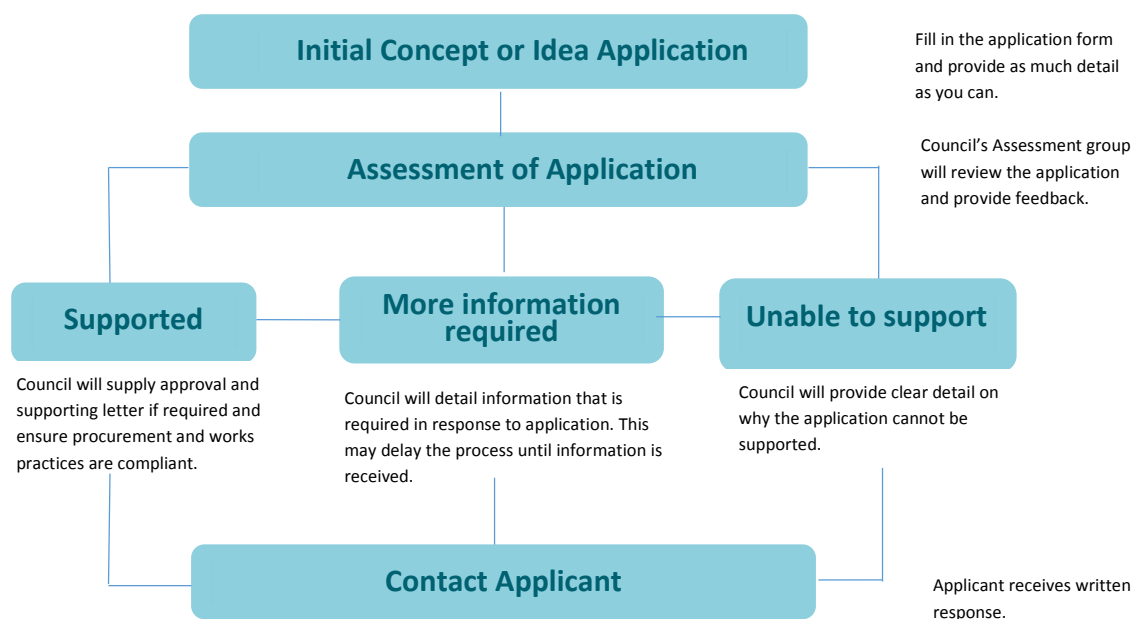 Initial Concept or Idea Application
Fill in the application form
and provide as much detail
as you can.
Assessment of Application
Council’s Assessment group
will review the application
and provide feedback.
Supported
Council will supply approval and
supporting letter if required and
ensure procurement and works
practices are compliant.
More information
required
Council will detail information that is
required in response to application. This
may delay the process until information is
received.
Unable to support
Council will provide clear detail on
why the application cannot be
supported.
Contact Applicant
Applicant receives written
response.